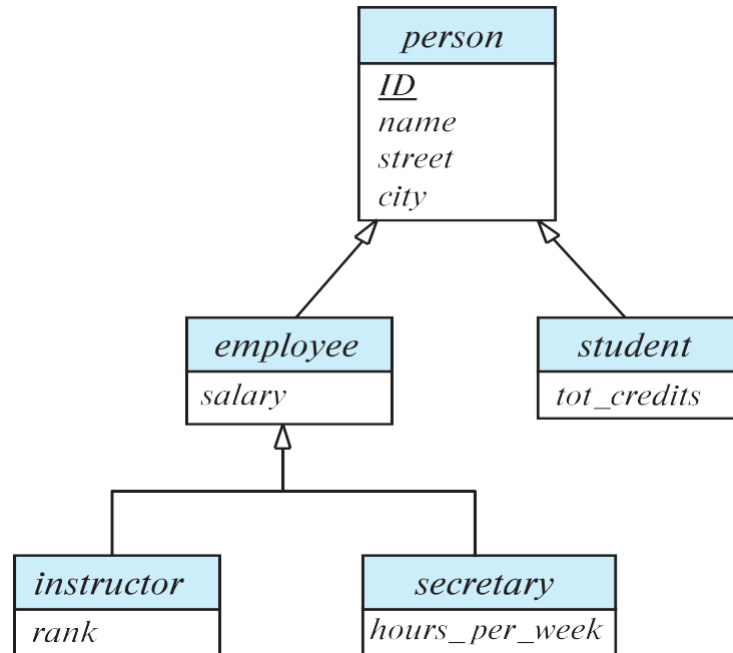 person
ID
name
street
city
employee
salary
student
tot_credits
instructor
rank
secretary
hours_per_week